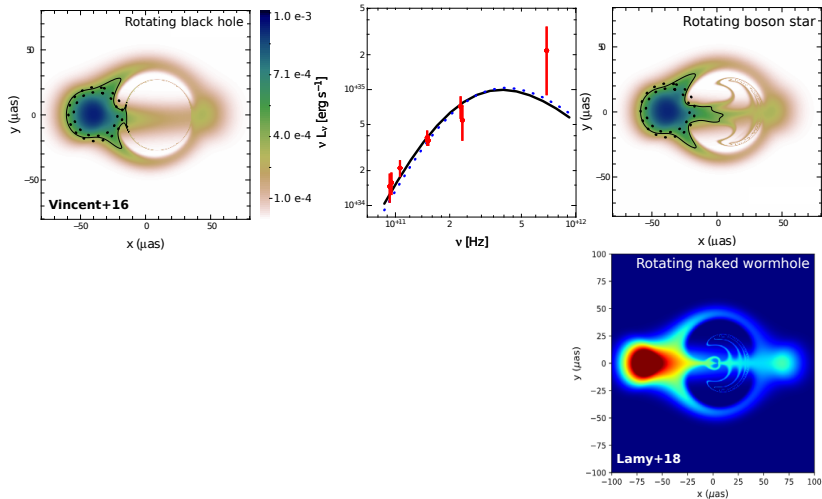 Rotating black hole
50
0
−50
y (μas)
−50
0
50
x (μas)
Vincent+16
1.0 e-3
7.1 e-4
4.0 e-4
1.0 e-4
ν Lν [erg s⁻¹]
5
2
10⁺³⁵
5
2
10⁺³⁴
10⁺¹¹
2
5
10⁺¹²
ν [Hz]
Rotating boson star
50
0
−50
y (μas)
−50
0
50
x (μas)
Rotating naked wormhole
100
75
50
25
0
−25
−50
−75
−100
y (μas)
Lamy+18
−100
−75
−50
−25
0
25
50
75
100
x (μas)